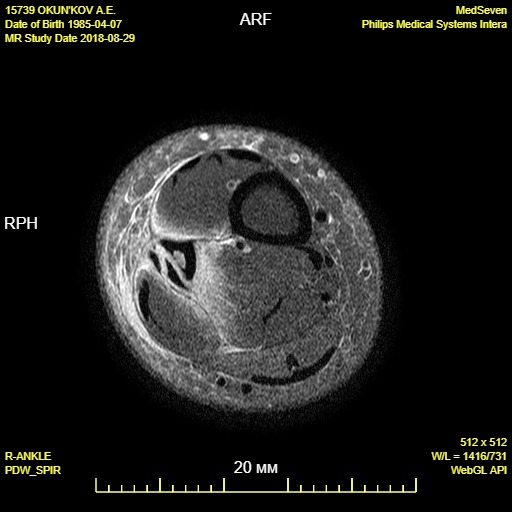 15739 OKUN'KOV A.E.
Date of Birth 1985-04-07
MR Study Date 2018-08-29
ARF
MedSeven
Philips Medical Systems Intera
RPH
R-ANKLE
PDW_SPIR
20 мм
512 x 512
W/L = 1416/731
WebGL API